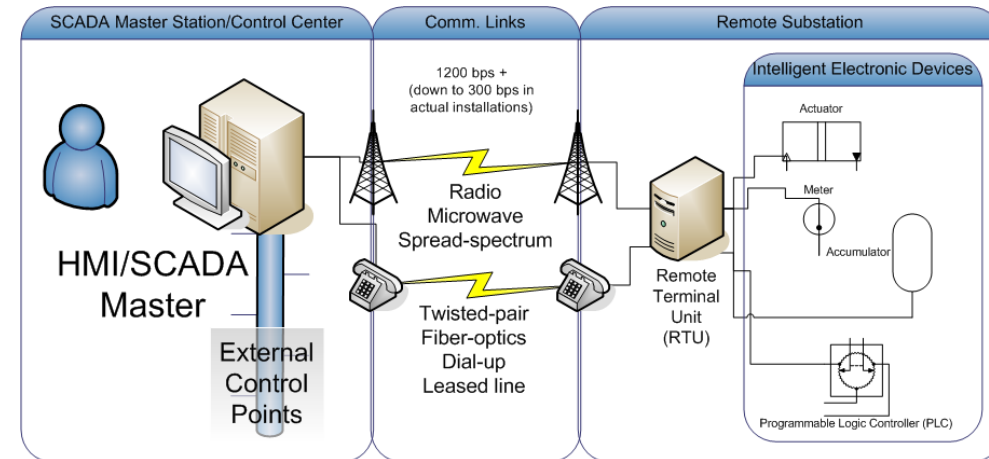 SCADA Master Station/Control Center
Comm. Links
Remote Substation
1200 bps +
(down to 300 bps in
actual installations)
Intelligent Electronic Devices
Actuator
Radio
Microwave
Spread-spectrum
Meter
Accumulator
HMI/SCADA
Master
Remote
Terminal
Unit
(RTU)
Twisted-pair
Fiber-optics
Dial-up
Leased line
External
Control
Points
Programmable Logic Controller (PLC)